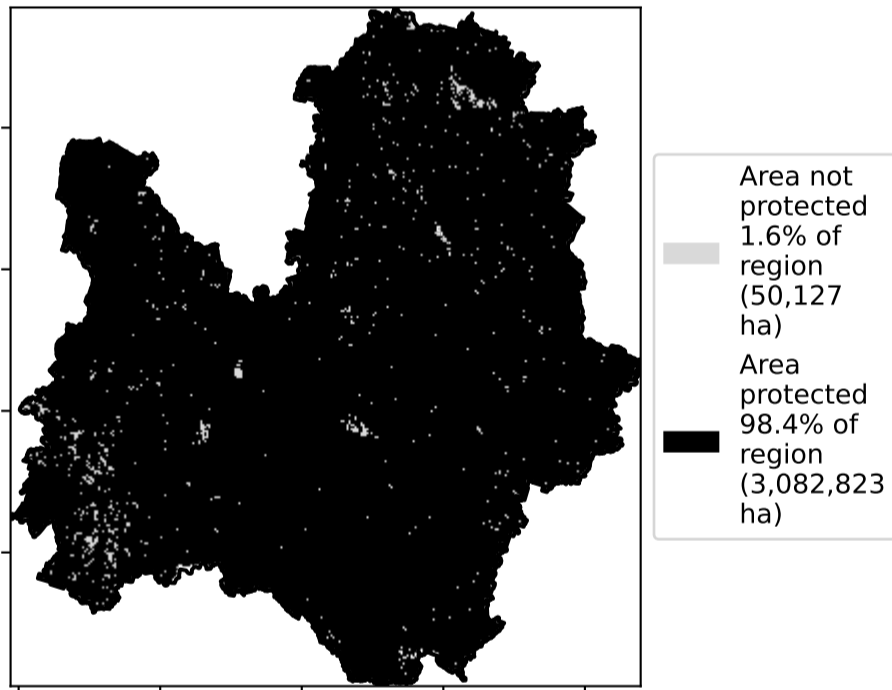 Area not
protected
1.6% of
region
(50,127
ha)
Area
protected
98.4% of
region
(3,082,823
ha)